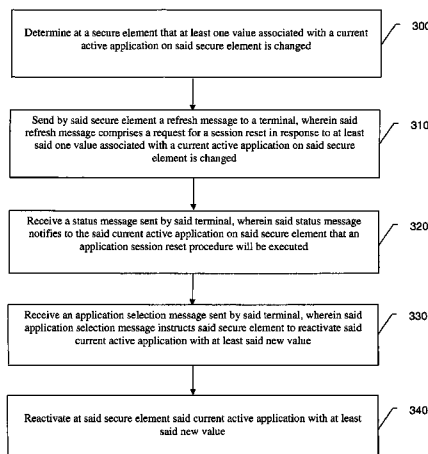 Determine at a secure element that at least one value associated with a current
active application on said secure element is changed
300
Send by said secure element a refresh message to a terminal, wherein said
refresh message comprises a request for a session reset in response to at least
said one value associated with a current active application on said secure
element is changed
310
Receive a status message sent by said terminal, wherein said status message
notifies to the said current active application on said secure element that an
application session reset procedure will be executed
320
Receive an application selection message sent by said terminal, wherein said
application selection message instructs said secure element to reactivate said
current active application with at least said new value
330
Reactivate at said secure element said current active application with at least
said new value
340